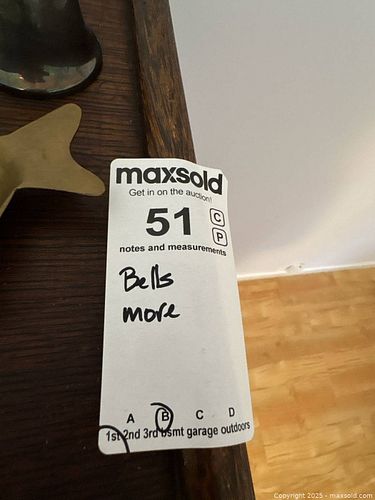 maxsold
Get in on the auction!
51
C
P
notes and measurements
Bells
more
A B C D
1st 2nd 3rd bsmt garage outdoors
Copyright 2025 - maxsold.com